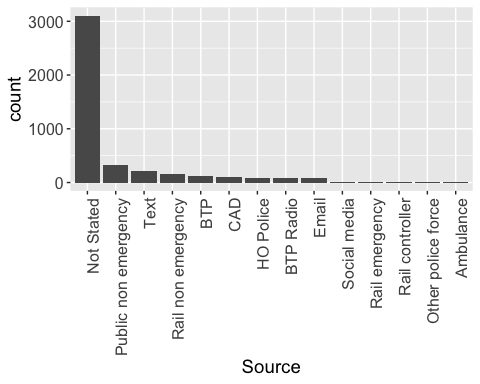 count
3000
2000
1000
0
Not Stated
Public non emergency
Text
Rail non emergency
BTP
CAD
HO Police
BTP Radio
Email
Social media
Rail emergency
Rail controller
Other police force
Ambulance
Source